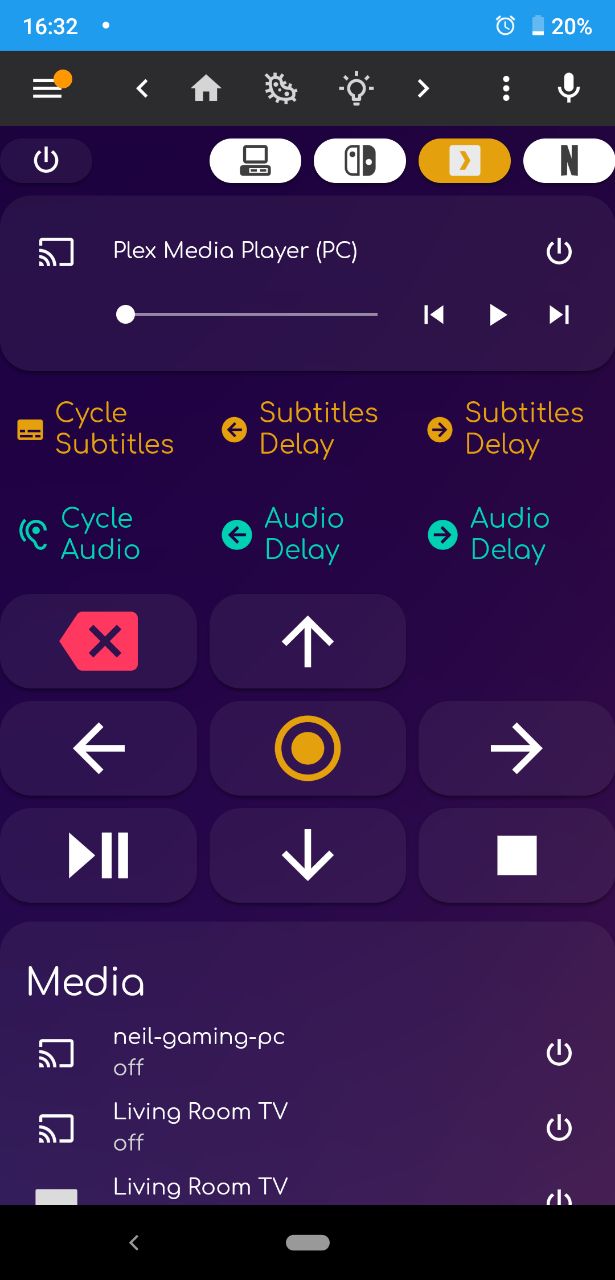 16:32
20%
N
Plex Media Player (PC)
Cycle
Subtitles
Subtitles
Delay
Subtitles
Delay
Cycle
Audio
Audio
Delay
Audio
Delay
Media
neil-gaming-pc
off
Living Room TV
off
Living Room TV